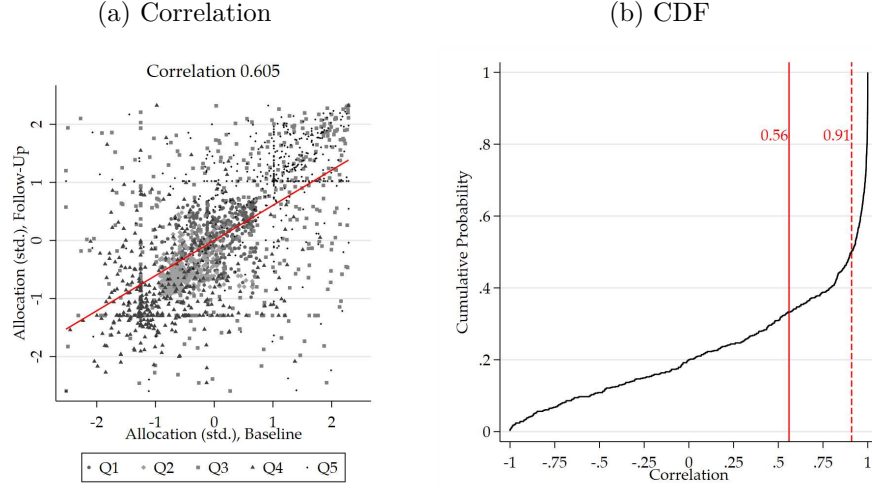 (a) Correlation
Correlation 0.605
Allocation (std.), Follow-Up
2
1
0
-1
-2
-2 -1 0 1 2
Allocation (std.), Baseline
Q1 Q2 Q3 Q4 Q5
(b) CDF
Cumulative Probability
1
.8
.6
.4
.2
0
0.56 0.91
-1 -.75 -.5 -.25 0 .25 .5 .75 1
Correlation